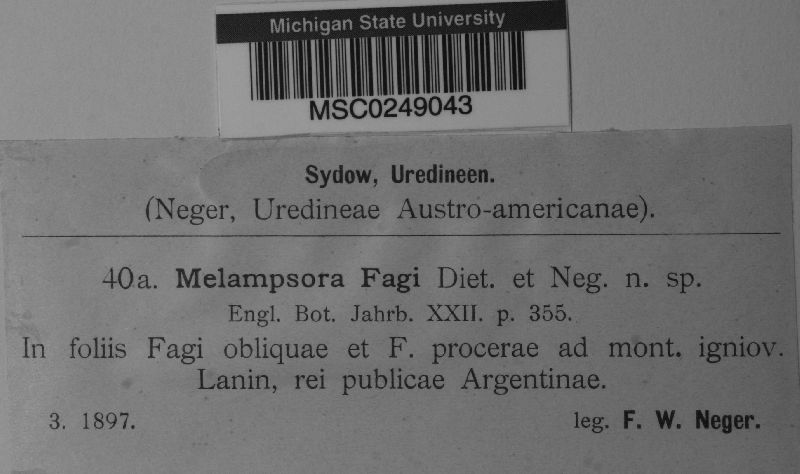 Michigan State University
MSC0249043
Sydow, Uredineen.
(Neger, Uredineae Austro-americanae).
40a. Melampsora Fagi Diet. et Neg. n. sp.
Engl. Bot. Jahrb. XXII. p. 355.
In foliis Fagi obliquae et F. procerae ad mont. igniov.
Lanin, rei publicae Argentinae.
3. 1897. leg. F. W. Neger.